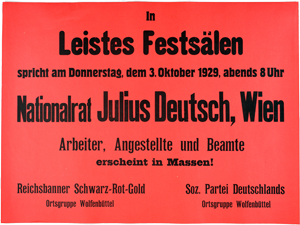 In
Leistes Festsälen
spricht am Donnerstag, dem 3. Oktober 1929, abends 8 Uhr
Nationalrat Julius Deutsch, Wien
Arbeiter, Angestellte und Beamte
erscheint in Massen!
Reichsbanner Schwarz-Rot-Gold
Ortsgruppe Wolfenbüttel
Soz. Partei Deutschlands
Ortsgruppe Wolfenbüttel